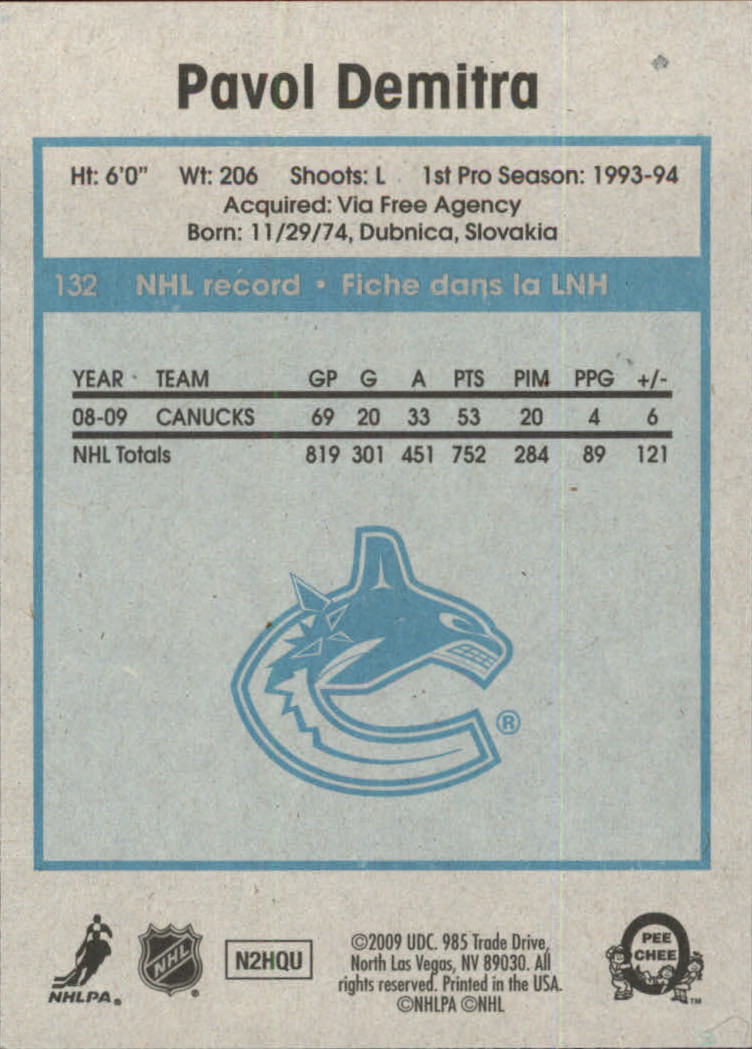 Pavol Demitra
Ht: 6'0" Wt: 206 Shoots: L 1st Pro Season: 1993-94
Acquired: Via Free Agency
Born: 11/29/74, Dubnica, Slovakia
132 NHL record • Fiche dans la LNH
YEAR TEAM GP G A PTS PIM PPG +/-
08-09 CANUCKS 69 20 33 53 20 4 6
NHL Totals 819 301 451 752 284 89 121
®
NHLPA®
NHL ®
N2HQU
©2009 UDC. 985 Trade Drive,
North Las Vegas, NV 89030. All
rights reserved. Printed in the USA.
©NHLPA ©NHL
O
PEE
CHEE
TM